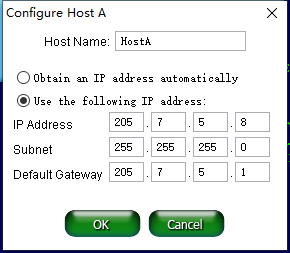 Configure Host A
Host Name: HostA
Obtain an IP address automatically
Use the following IP address:
IP Address 205 . 7 . 5 . 8
Subnet 255 . 255 . 255 . 0
Default Gateway 205 . 7 . 5 . 1
OK Cancel